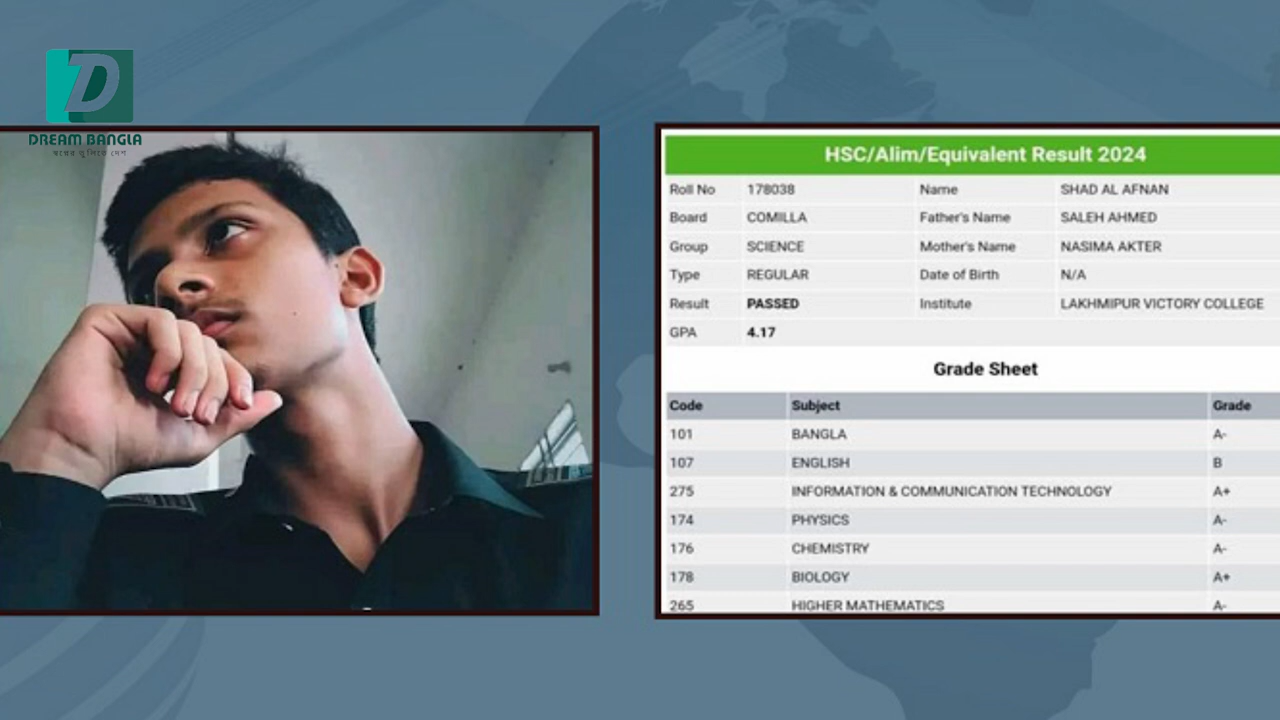 DREAM BANGLA
স্বপ্নের তুলিতে দেশ
HSC/Alim/Equivalent Result 2024
Roll No 178038 Name SHAD AL AFNAN
Board COMILLA Father's Name SALEH AHMED
Group SCIENCE Mother's Name NASIMA AKTER
Type REGULAR Date of Birth N/A
Result PASSED Institute LAKHMIPUR VICTORY COLLEGE
GPA 4.17
Grade Sheet
Code Subject Grade
101 BANGLA A-
107 ENGLISH B
275 INFORMATION & COMMUNICATION TECHNOLOGY A+
174 PHYSICS A-
176 CHEMISTRY A-
178 BIOLOGY A+
265 HIGHER MATHEMATICS A-